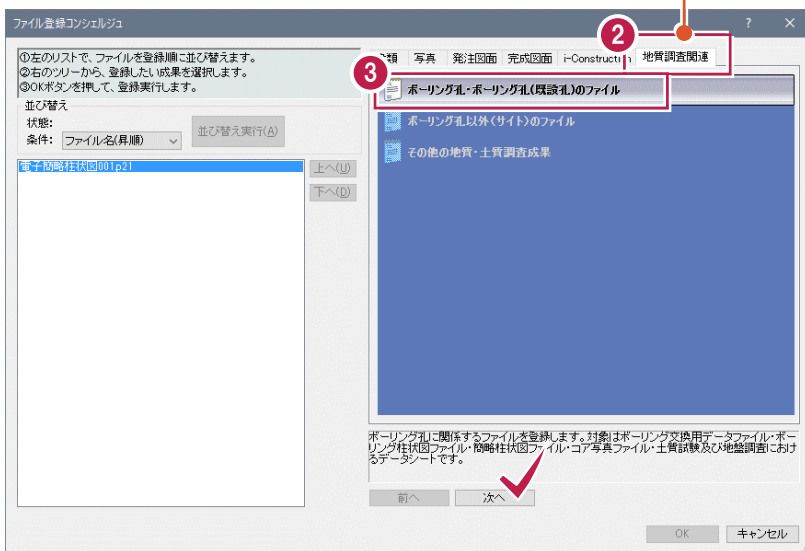 ファイル登録コンシェルジュ
? ×
①左のリストで、ファイルを登録順に並び替えます。
②右のツリーから、登録したい成果を選択します。
③OKボタンを押して、登録実行します。
並び替え
状態:
条件: ファイル名(昇順)
並び替え実行(A)
電子簡略柱状図001p21
上へ(U)
下へ(D)
2
類 写真 発注図面 完成図面 i-Construction 地質調査関連
3
ボーリング孔・ボーリング孔(既設孔)のファイル
ボーリング孔以外(サイト)のファイル
その他の地質・土質調査成果
ボーリング孔に関係するファイルを登録します。対象はボーリング交換用データファイル・ボー
リング柱状図ファイル・簡略柱状図ファイル・コア写真ファイル・土質試験及び地盤調査におけ
るデータシートです。
前へ 次へ
OK キャンセル